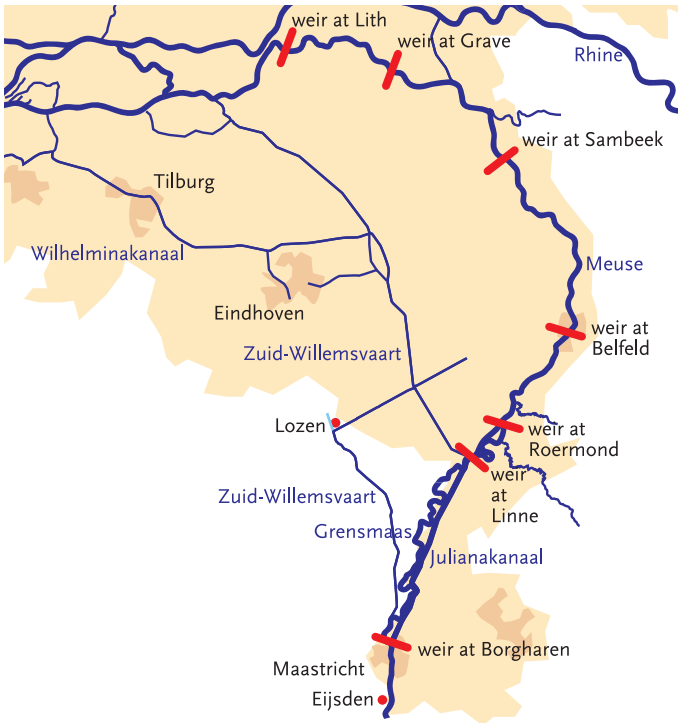 weir at Lith
weir at Grave
Rhine
weir at Sambeek
Tilburg
Wilhelminakanaal
Meuse
Eindhoven
weir at
Belfeld
Zuid-Willemsvaart
Lozen
weir at
Roermond
weir
at
Linne
Zuid-Willemsvaart
Grensmaas
Julianakanaal
weir at Borgharen
Maastricht
Eijsden